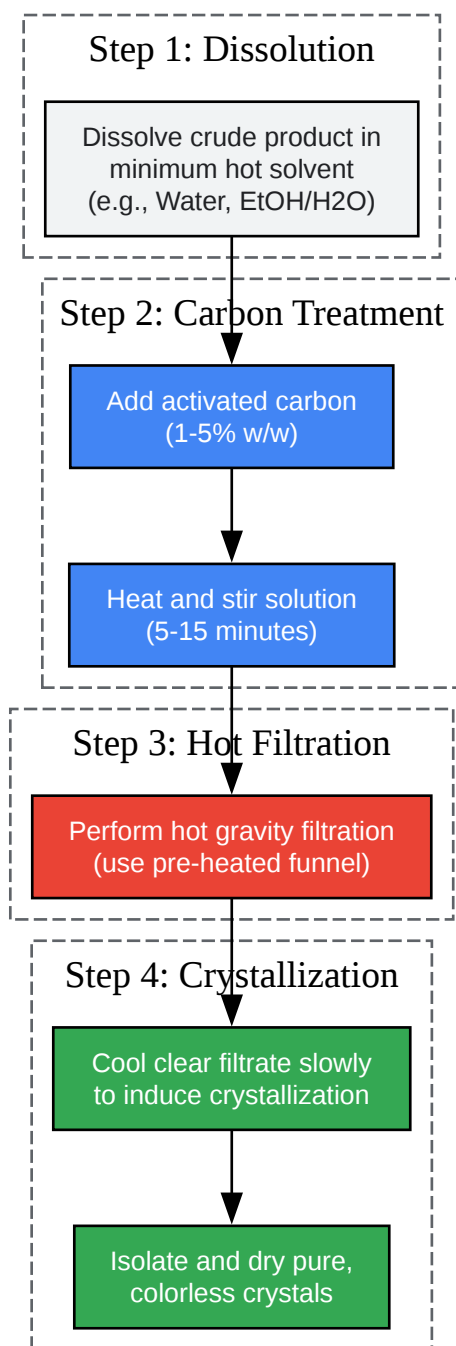 Step 1: Dissolution
Dissolve crude product in
minimum hot solvent
(e.g., Water, EtOH/H2O)
Step 2: Carbon Treatment
Add activated carbon
(1-5% w/w)
Heat and stir solution
(5-15 minutes)
Step 3: Hot Filtration
Perform hot gravity filtration
(use pre-heated funnel)
Step 4: Crystallization
Cool clear filtrate slowly
to induce crystallization
Isolate and dry pure,
colorless crystals